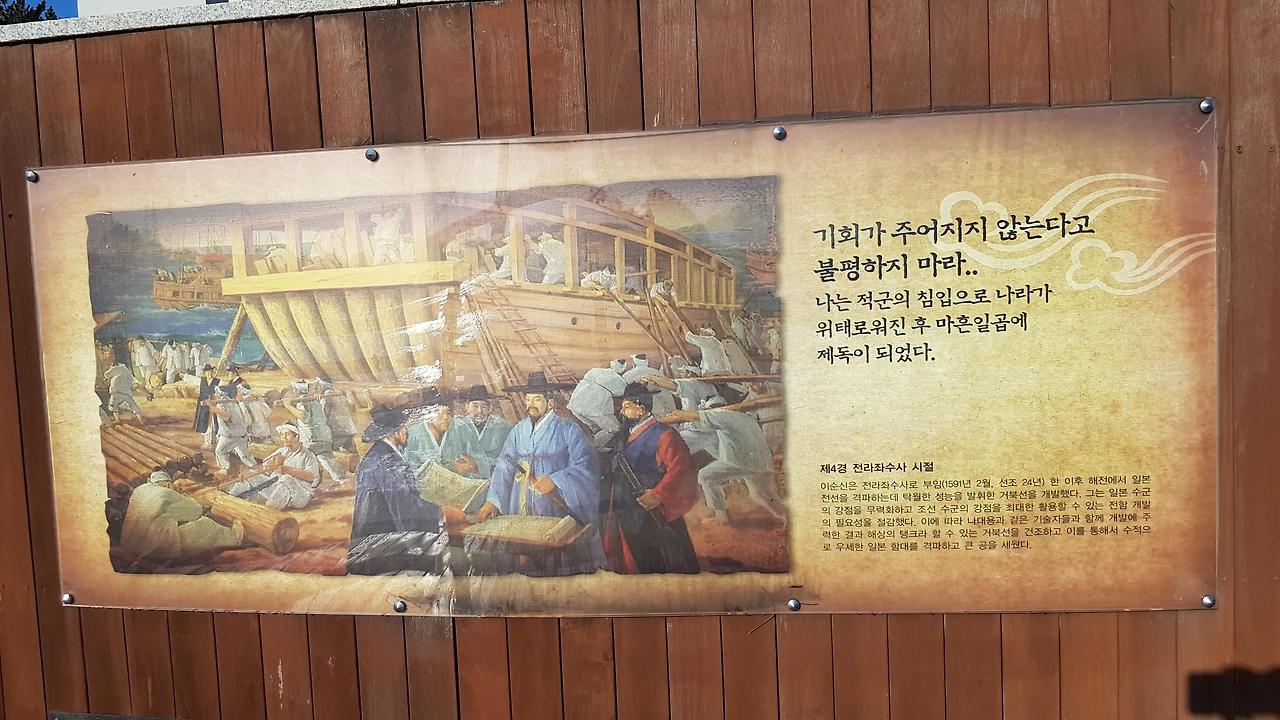 기회가 주어지지 않는다고
불평하지 마라..
나는 적군의 침입으로 나라가
위태로워진 후 마흔일곱에
제독이 되었다.
제4경 전라좌수사 시절
이순신은 전라좌수사로 부임(1591년 2월, 선조 24년) 한 이후 해전에서 일본
전선을 격파하는데 탁월한 성능을 발휘한 거북선을 개발했다. 그는 일본 수군
의 강점을 무력화하고 조선 수군의 강점을 최대한 활용할 수 있는 전함 개발
의 필요성을 절감했다. 이에 따라 나대용과 같은 기술자들과 함께 개발에 주
력한 결과 해상의 탱크라 할 수 있는 거북선을 건조하고 이를 통해서 수적으
로 우세한 일본 함대를 격파하고 큰 공을 세웠다.